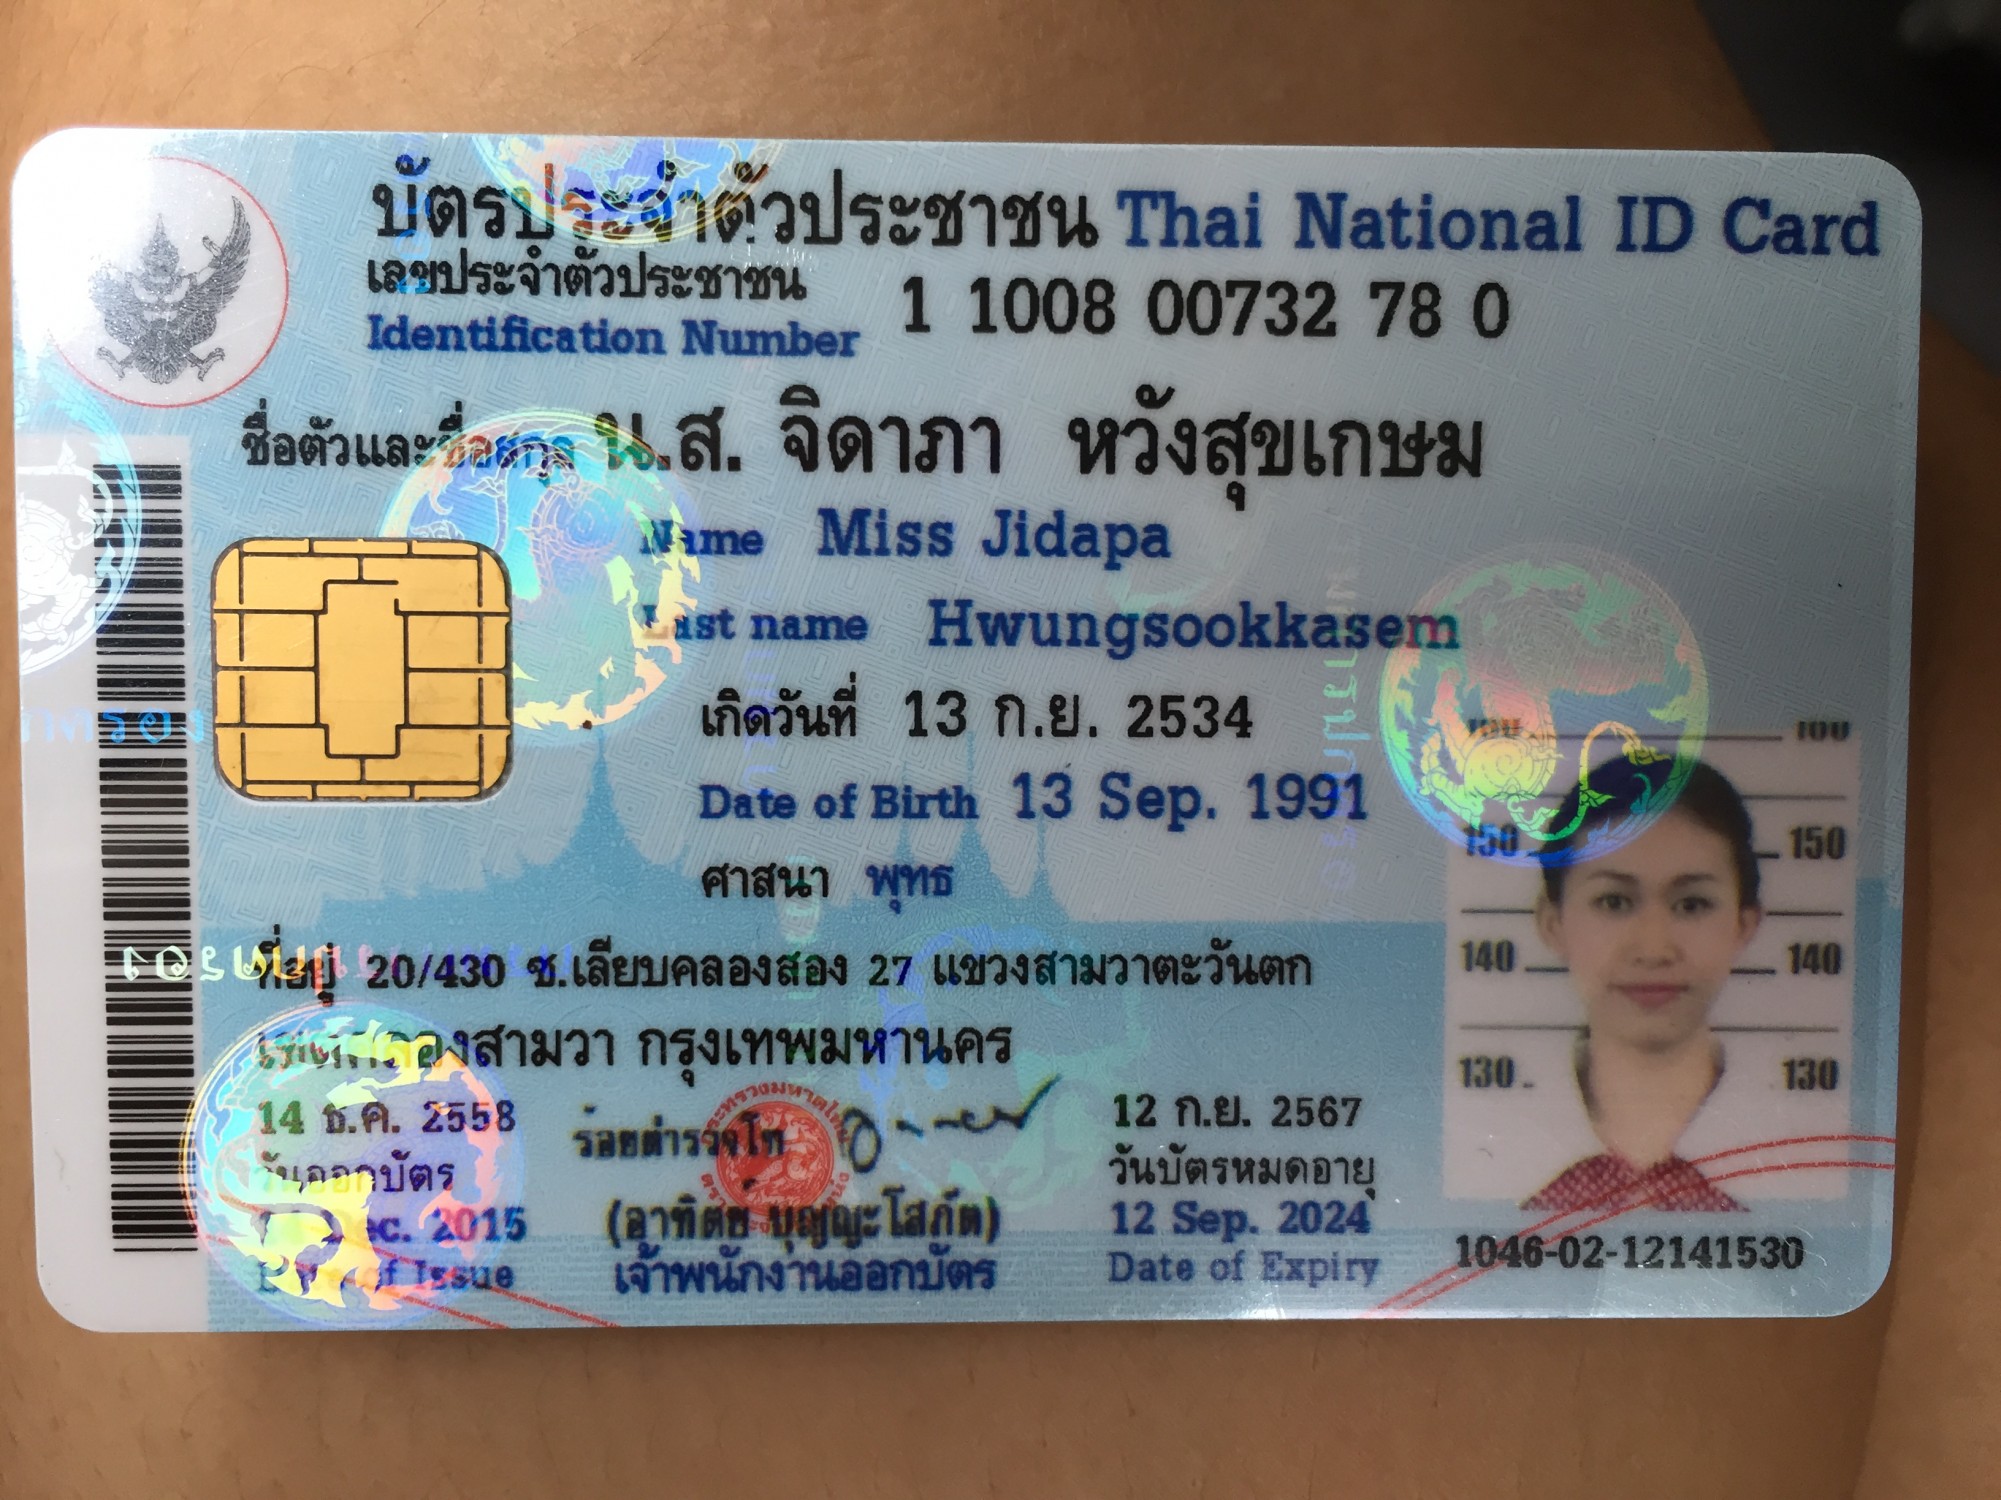 บัตรประจำตัวประชาชน Thai National ID Card
เลขประจำตัวประชาชน
Identification Number 1 1008 00732 78 0
ชื่อตัวและชื่อสกุล น.ส. จิดาภา หวังสุขเกษม
Name Miss Jidapa
Last name Hwungsookkasem
เกิดวันที่ 13 ก.ย. 2534
Date of Birth 13 Sep. 1991
ศาสนา พุทธ
ที่อยู่ 20/430 ซ.เลียบคลองสอง 27 แขวงสามวาตะวันตก
เขตคลองสามวา กรุงเทพมหานคร
14 ธ.ค. 2558
วันออกบัตร
Dec. 2015
Date of Issue
ร้อยตำรวจโท
(อาทิตย์ บุญญะโสภัต)
เจ้าพนักงานออกบัตร
12 ก.ย. 2567
วันบัตรหมดอายุ
12 Sep. 2024
Date of Expiry
150 150
140 140
130 130
1046-02-12141530